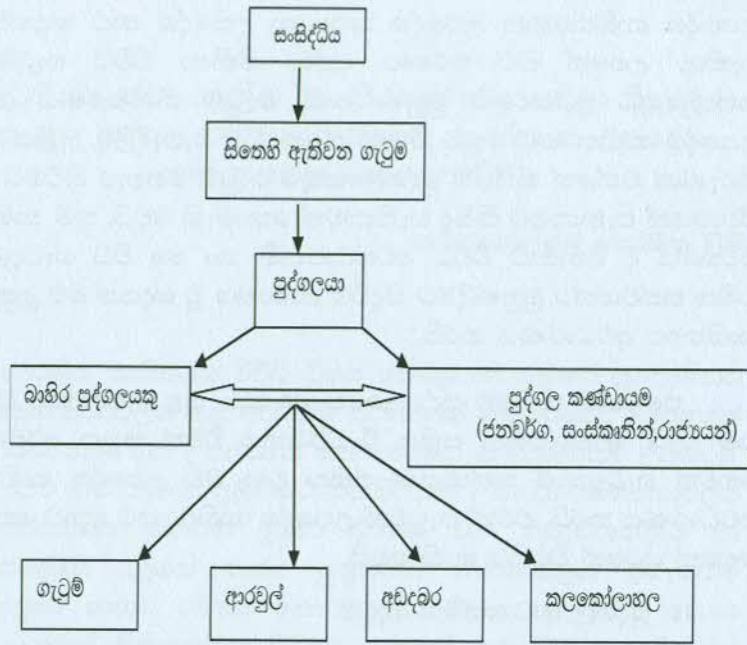 සංසිද්ධිය
සිතෙහි ඇතිවන ගැටුම
පුද්ගලයා
බාහිර පුද්ගලයකු
පුද්ගල කණ්ඩායම
(ජනවර්ග, සංස්කෘතින්,රාජ්‍යයන්)
ගැටුම්
ආරවුල්
අඩදබර
කලකෝලාහල